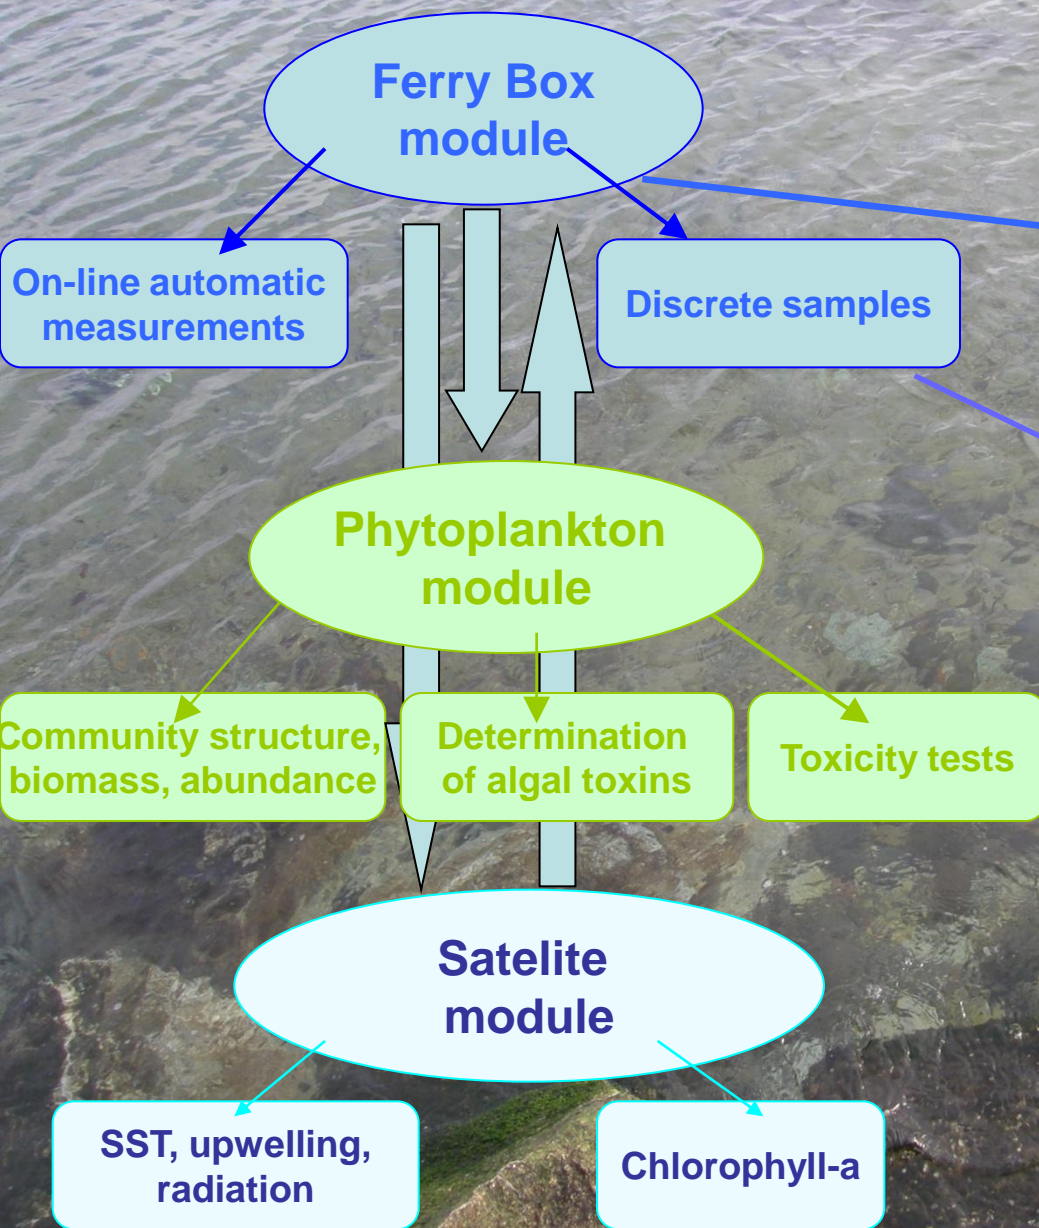 Ferry Box
module
On-line automatic
measurements
Discrete samples
Phytoplankton
module
Community structure,
biomass, abundance
Determination
of algal toxins
Toxicity tests
Satelite
module
SST, upwelling,
radiation
Chlorophyll-a